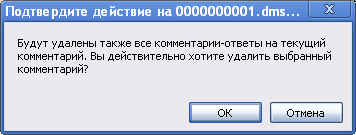 Подтвердите действие на 0000000001.dms...
Будут удалены также все комментарии-ответы на текущий
комментарий. Вы действительно хотите удалить выбранный
комментарий?
OK
Отмена